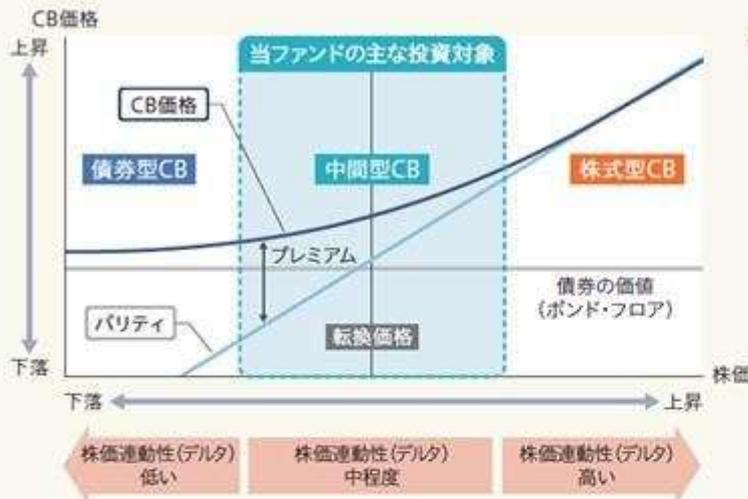 CB価格
上昇
当ファンドの主な投資対象
CB価格
債券型CB
中間型CB
株式型CB
プレミアム
債券の価値
(ボンド・フロア)
パリティ
転換価格
下落
株価
下落
上昇
株価連動性(デルタ)
低い
株価連動性(デルタ)
中程度
株価連動性(デルタ)
高い